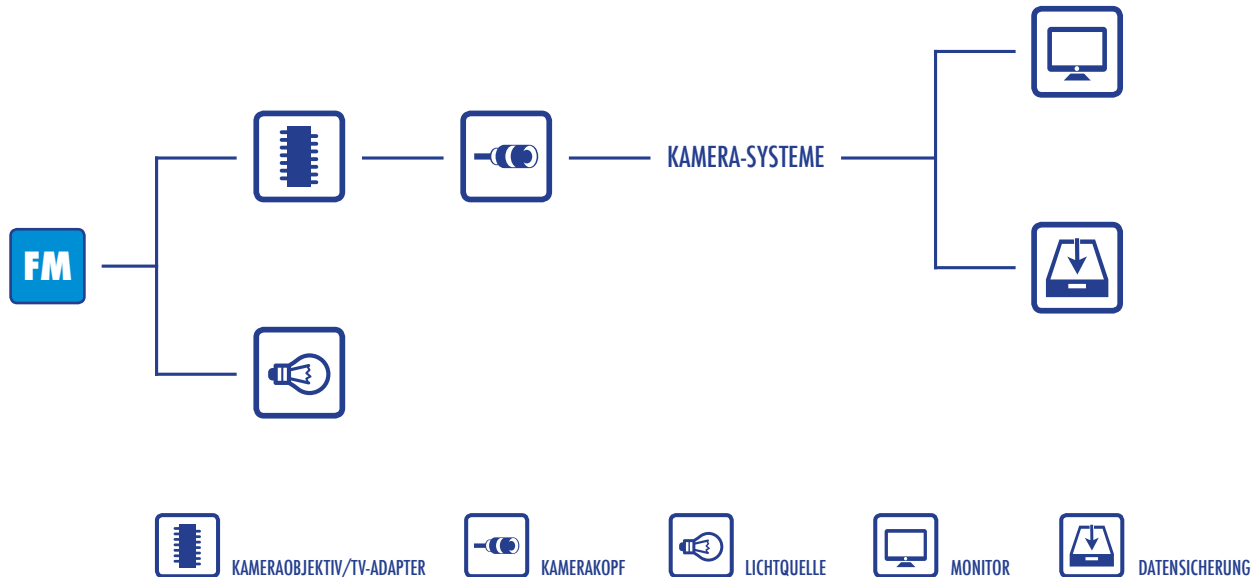 KAMERA-SYSTEME
FM
KAMERAOBJEKTIV/TV-ADAPTER
KAMERAKOPF
LICHTQUELLE
MONITOR
DATENSICHERUNG